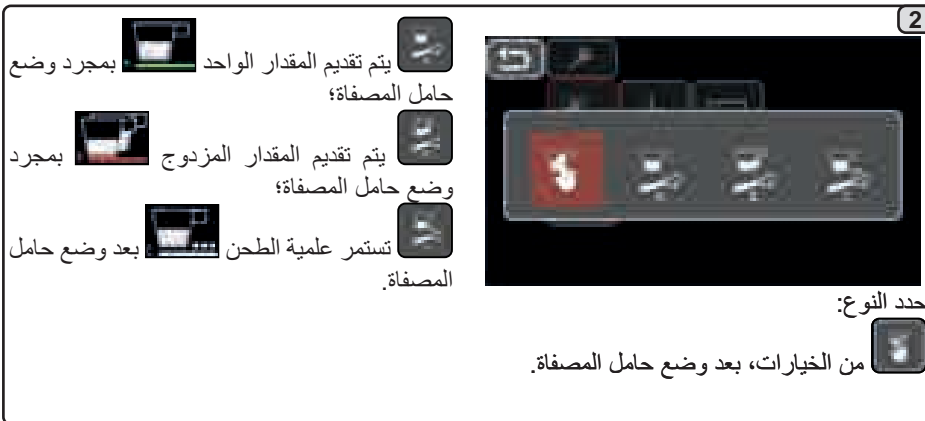 2
حدد النوع:
من الخيارات، بعد وضع حامل المصفاة.
يتم تقديم المقدار الواحد بمجرد وضع
حامل المصفاة؛
يتم تقديم المقدار المزدوج بمجرد
وضع حامل المصفاة؛
تستمر علمية الطحن بعد وضع حامل
المصفاة.